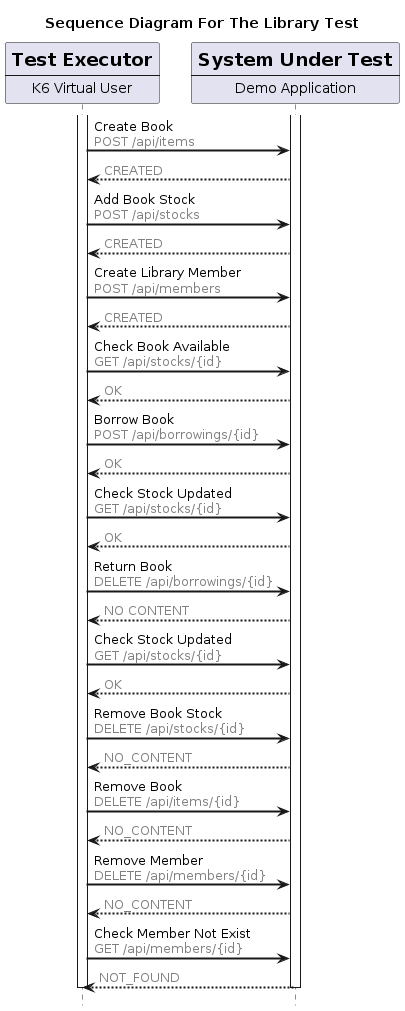 Sequence Diagram For The Library Test
Test Executor
K6 Virtual User
System Under Test
Demo Application
Create Book
POST /api/items
CREATED
Add Book Stock
POST /api/stocks
CREATED
Create Library Member
POST /api/members
CREATED
Check Book Available
GET /api/stocks/{id}
OK
Borrow Book
POST /api/borrowings/{id}
OK
Check Stock Updated
GET /api/stocks/{id}
OK
Return Book
DELETE /api/borrowings/{id}
NO CONTENT
Check Stock Updated
GET /api/stocks/{id}
OK
Remove Book Stock
DELETE /api/stocks/{id}
NO_CONTENT
Remove Book
DELETE /api/items/{id}
NO_CONTENT
Remove Member
DELETE /api/members/{id}
NO_CONTENT
Check Member Not Exist
GET /api/members/{id}
NOT_FOUND